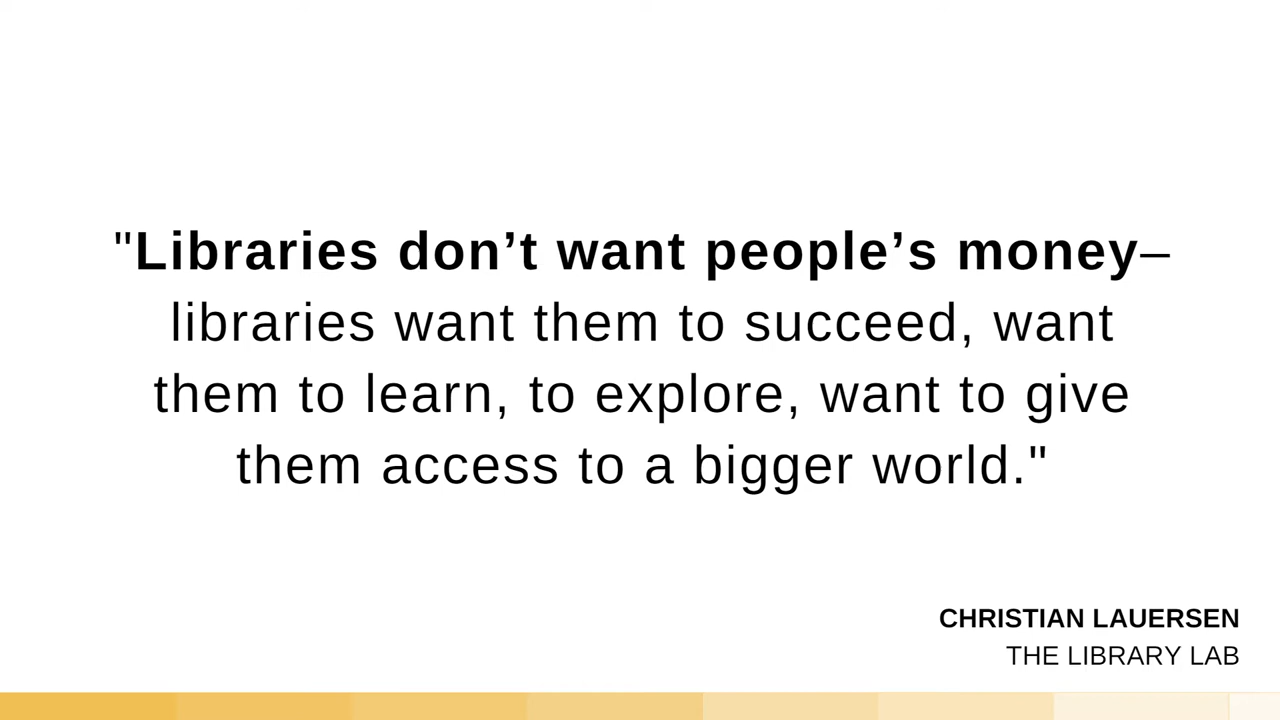 "Libraries don’t want people’s money–
libraries want them to succeed, want
them to learn, to explore, want to give
them access to a bigger world."
CHRISTIAN LAUERSEN
THE LIBRARY LAB